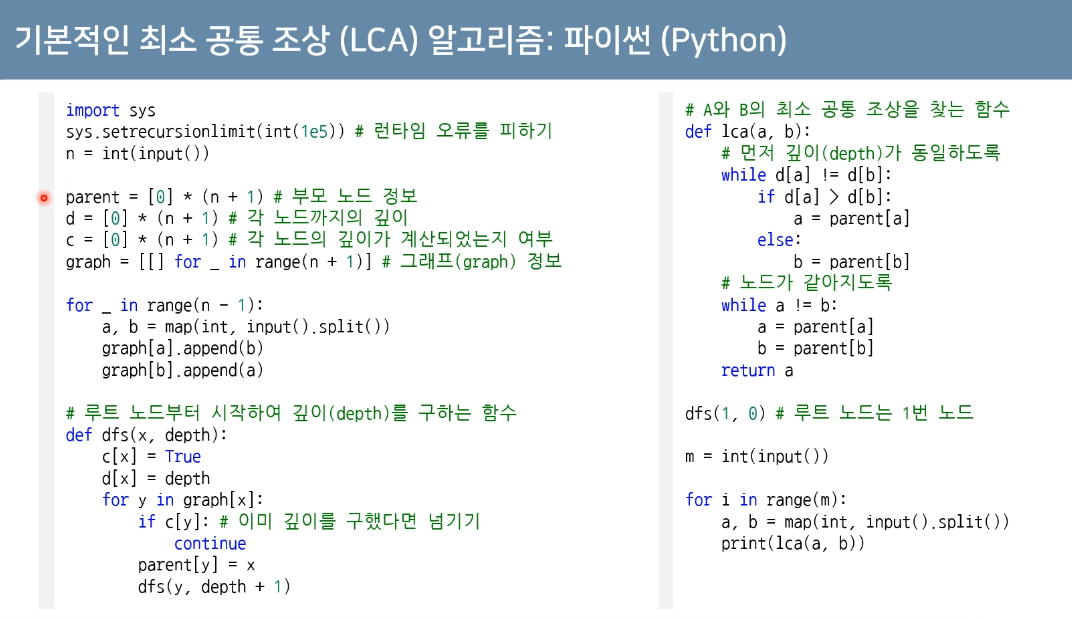 기본적인 최소 공통 조상 (LCA) 알고리즘: 파이썬 (Python)
import sys
sys.setrecursionlimit(int(1e5)) # 런타임 오류를 피하기
n = int(input())

parent = [0] * (n + 1) # 부모 노드 정보
d = [0] * (n + 1) # 각 노드까지의 깊이
c = [0] * (n + 1) # 각 노드의 깊이가 계산되었는지 여부
graph = [[] for _ in range(n + 1)] # 그래프(graph) 정보

for _ in range(n - 1):
    a, b = map(int, input().split())
    graph[a].append(b)
    graph[b].append(a)

# 루트 노드부터 시작하여 깊이(depth)를 구하는 함수
def dfs(x, depth):
    c[x] = True
    d[x] = depth
    for y in graph[x]:
        if c[y]: # 이미 깊이를 구했다면 넘기기
            continue
        parent[y] = x
        dfs(y, depth + 1)

# A와 B의 최소 공통 조상을 찾는 함수
def lca(a, b):
    # 먼저 깊이(depth)가 동일하도록
    while d[a] != d[b]:
        if d[a] > d[b]:
            a = parent[a]
        else:
            b = parent[b]
    # 노드가 같아지도록
    while a != b:
        a = parent[a]
        b = parent[b]
    return a

dfs(1, 0) # 루트 노드는 1번 노드

m = int(input())

for i in range(m):
    a, b = map(int, input().split())
    print(lca(a, b))